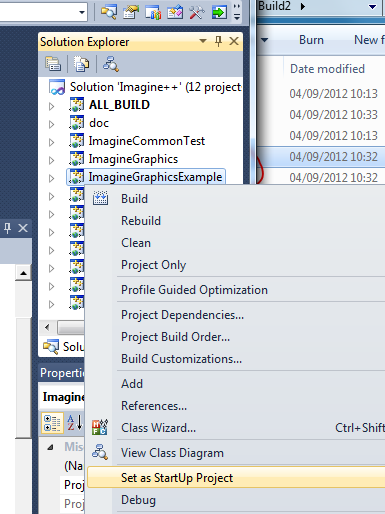 Build2
Solution Explorer
Burn
New f
Date modified
Solution 'Imagine++' (12 project
ALL_BUILD
04/09/2012 10:13
doc
04/09/2012 10:33
ImagineCommonTest
04/09/2012 10:13
ImagineGraphics
04/09/2012 10:32
ImagineGraphicsExample
04/09/2012 10:32
Build
Rebuild
Clean
Project Only
Profile Guided Optimization
Project Dependencies...
Project Build Order...
Build Customizations...
Solu
Add
Propertie
Imagine
References...
Class Wizard...
Ctrl+Shift
Mis
View Class Diagram
(Na
Proj
Set as StartUp Project
Proj
Debug